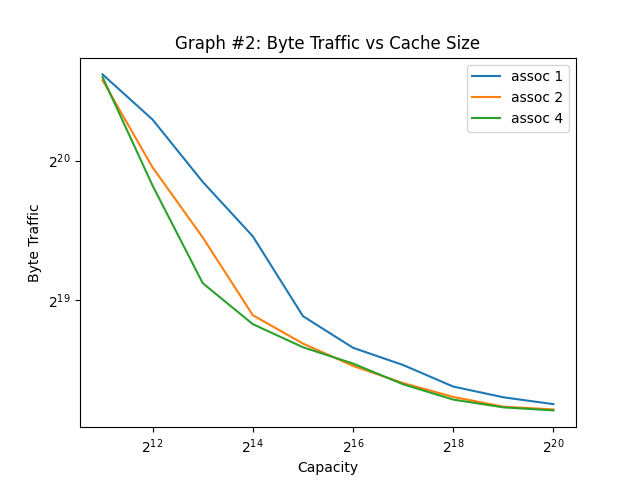 Graph #2: Byte Traffic vs Cache Size
assoc 1
assoc 2
assoc 4
2^20
2^19
Byte Traffic
2^12 2^14 2^16 2^18 2^20
Capacity